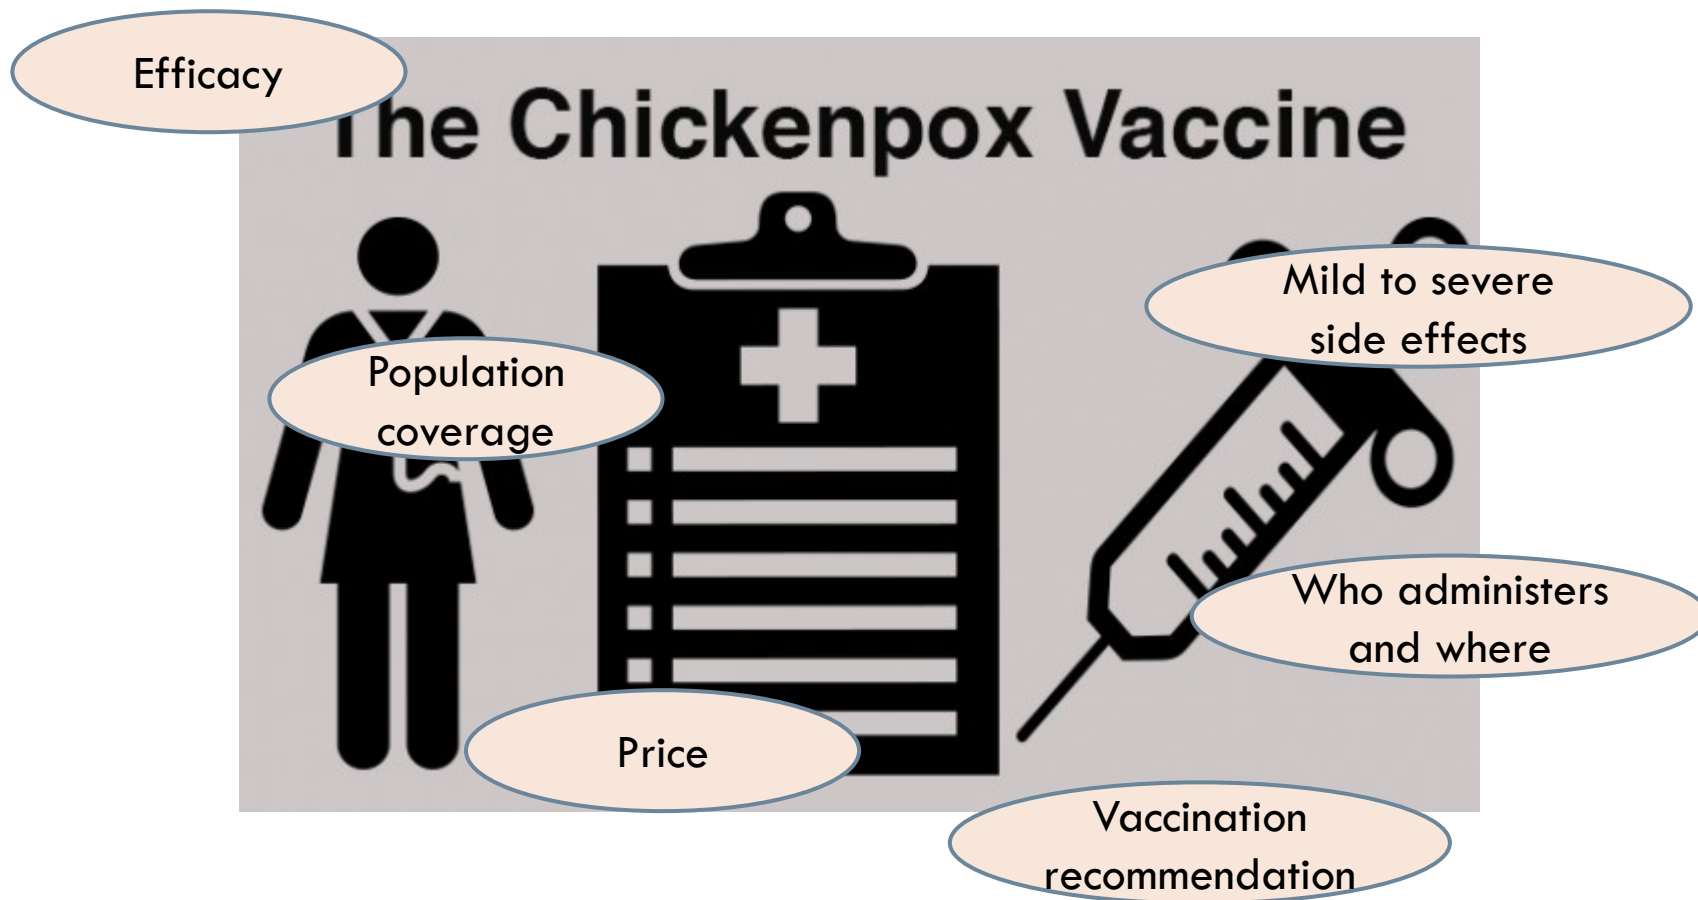 Efficacy
The Chickenpox Vaccine
Mild to severe
side effects
Population
coverage
Who administers
and where
Price
Vaccination
recommendation